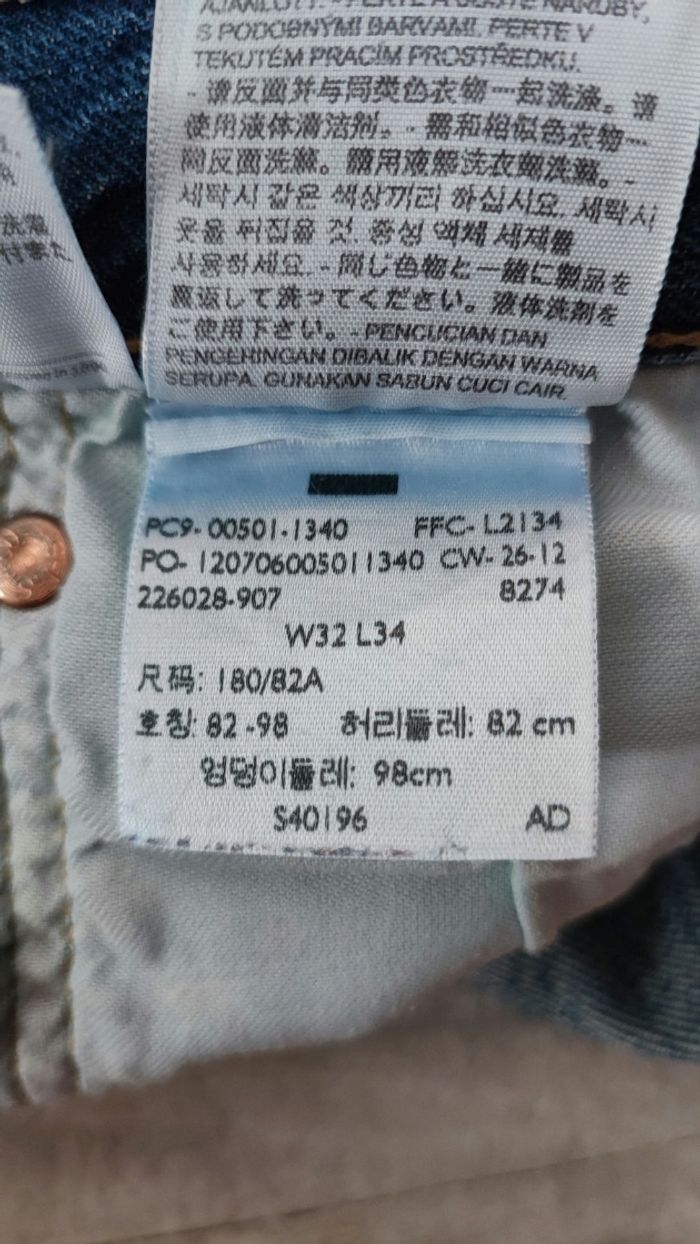 S PODOBNÝMI BARVAMI. PERTE V
TEKUTÉM PRACÍM PROSTŘEDKU.
- 请反面并与同类色衣物一起洗涤。请
使用液体清洁剂。- 需和相似色衣物一
同反面洗滌。需用液態洗衣劑洗滌。-
세탁시 같은 색상끼리 하십시요. 세탁시
옷을 뒤집을 것. 중성 액체 세제를
사용하세요. - 同じ色物と一緒に製品を
裏返して洗ってください。液体洗剤を
ご使用下さい。- PENCUCIAN DAN
PENGERINGAN DIBALIK DENGAN WARNA
SERUPA. GUNAKAN SABUN CUCI CAIR.
PC9- 00501-1340 FFC- L2134
PO- 120706005011340 CW- 26-12
226028-907 8274
W32 L34
尺码: 180/82A
호칭: 82 -98 허리둘레: 82 cm
엉덩이둘레: 98cm
S40196 AD